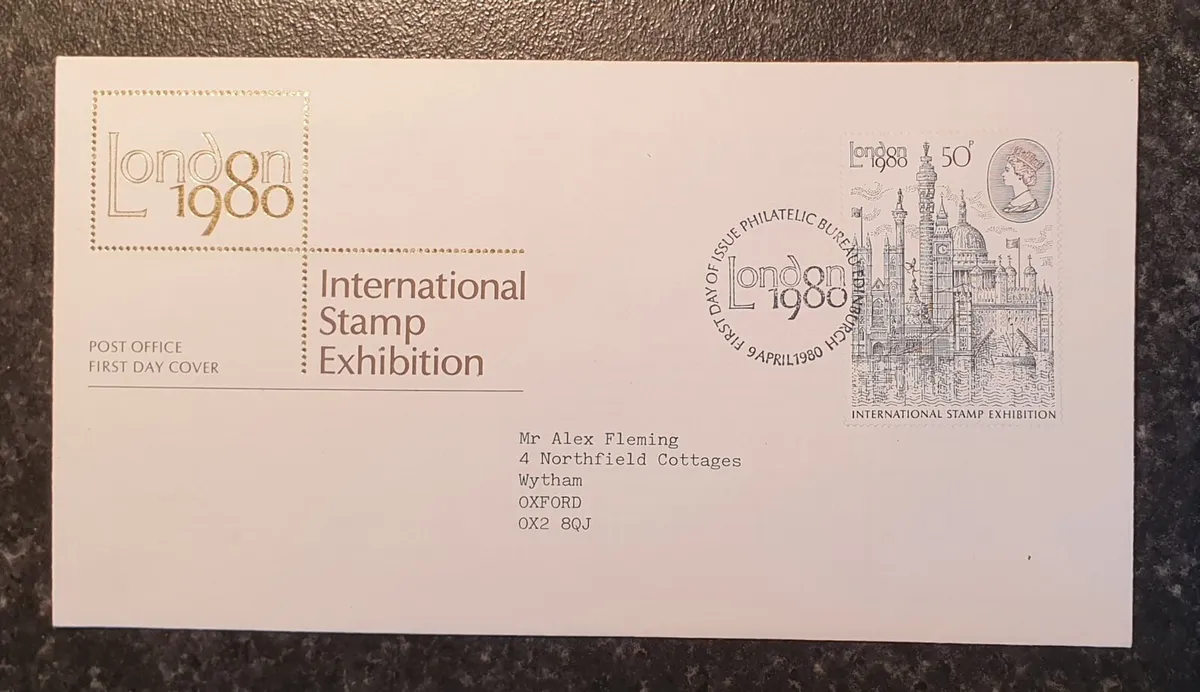 London
1980
International
Stamp
Exhibition
POST OFFICE
FIRST DAY COVER
London
1980
50P
FIRST DAY OF ISSUE PHILATELIC BUREAU EDINBURGH
London
1980
9 APRIL 1980
INTERNATIONAL STAMP EXHIBITION
Mr Alex Fleming
4 Northfield Cottages
Wytham
OXFORD
OX2 8QJ